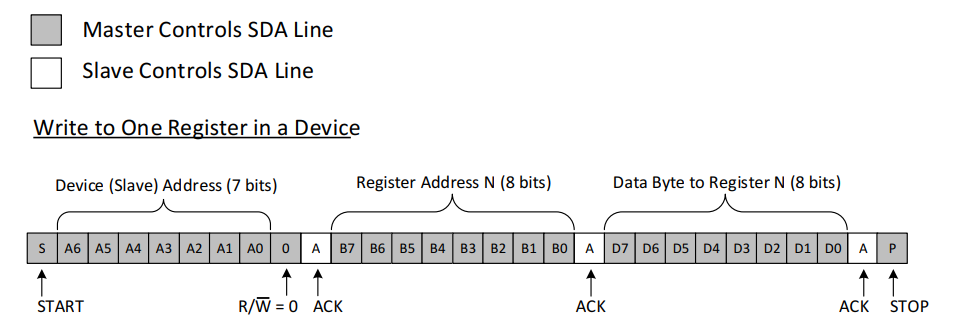 Master Controls SDA Line
Slave Controls SDA Line
Write to One Register in a Device
Device (Slave) Address (7 bits) Register Address N (8 bits) Data Byte to Register N (8 bits)
S A6 A5 A4 A3 A2 A1 A0 0 A B7 B6 B5 B4 B3 B2 B1 B0 A D7 D6 D5 D4 D3 D2 D1 D0 A P
START R/W̅ = 0 ACK ACK ACK STOP